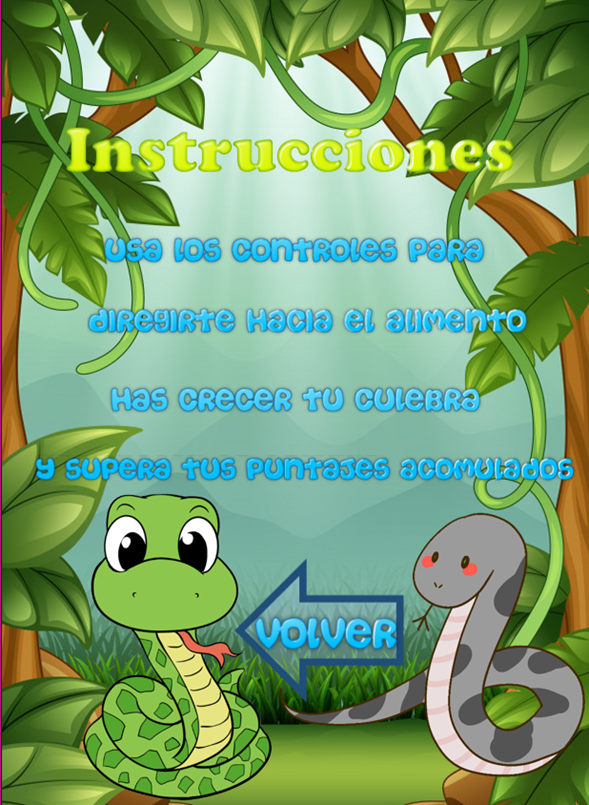 Instrucciones
Usa los controles para
diregirte hacia el alimento
Has crecer tu culebra
y supera tus puntajes acomulados
Volver